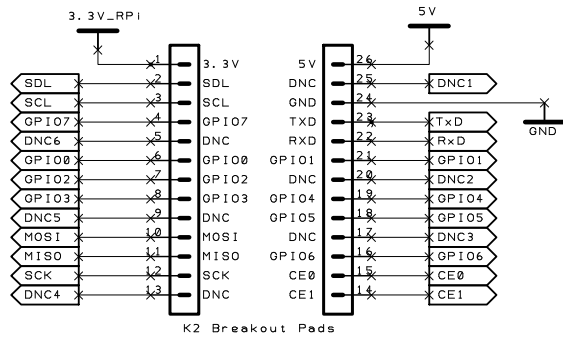 3.3V_RPi 5V
1 3.3V 5V 26
SDL 2 SDL DNC 25 DNC1
SCL 3 SCL GND 24
GPIO7 4 GPIO7 TXD 23 TxD
GND
DNC6 5 DNC RXD 22 RxD
GPIO0 6 GPIO0 GPIO1 21 GPIO1
GPIO2 7 GPIO2 DNC 20 DNC2
GPIO3 8 GPIO3 GPIO4 19 GPIO4
DNC5 9 DNC GPIO5 18 GPIO5
MOSI 10 MOSI DNC 17 DNC3
MISO 11 MISO GPIO6 16 GPIO6
SCK 12 SCK CE0 15 CE0
DNC4 13 DNC CE1 14 CE1
K2 Breakout Pads